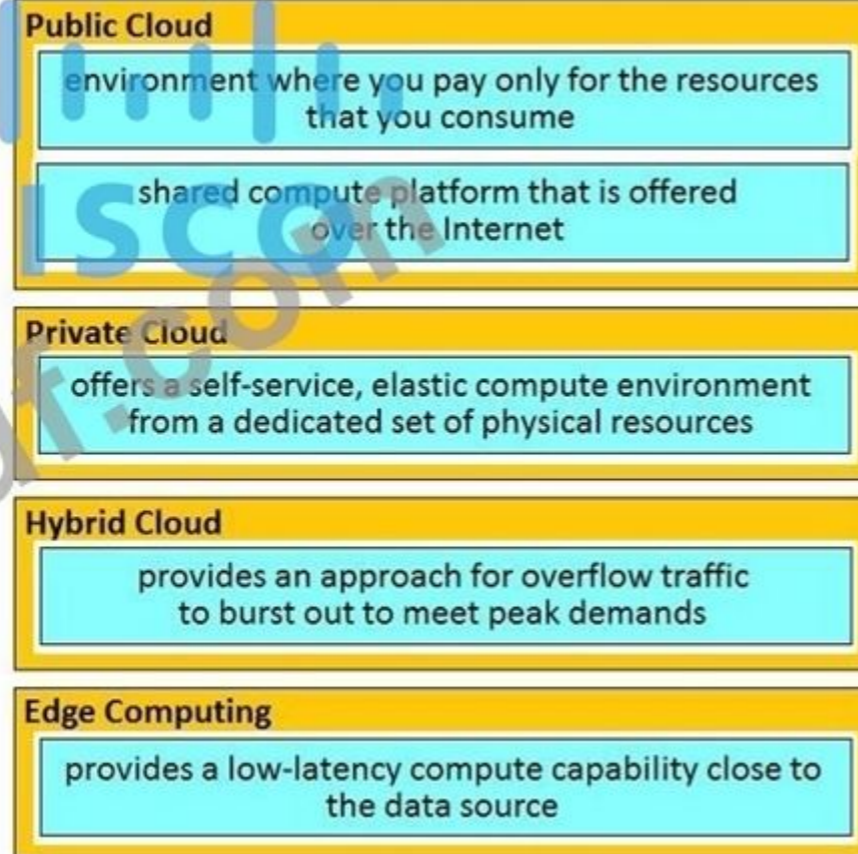 Public Cloud
environment where you pay only for the resources
that you consume
shared compute platform that is offered
over the Internet
Private Cloud
offers a self-service, elastic compute environment
from a dedicated set of physical resources
Hybrid Cloud
provides an approach for overflow traffic
to burst out to meet peak demands
Edge Computing
provides a low-latency compute capability close to
the data source